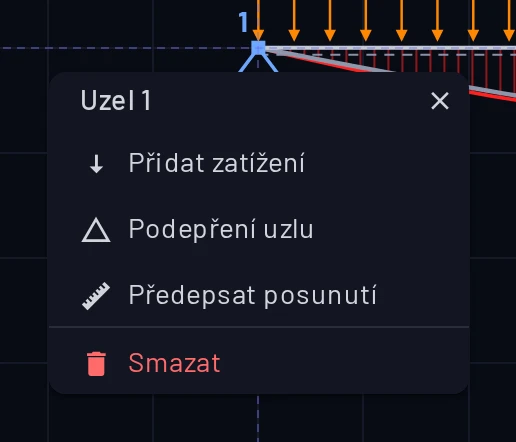 1
Uzel 1
Přidat zatížení
Podepření uzlu
Předepsat posunutí
Smazat